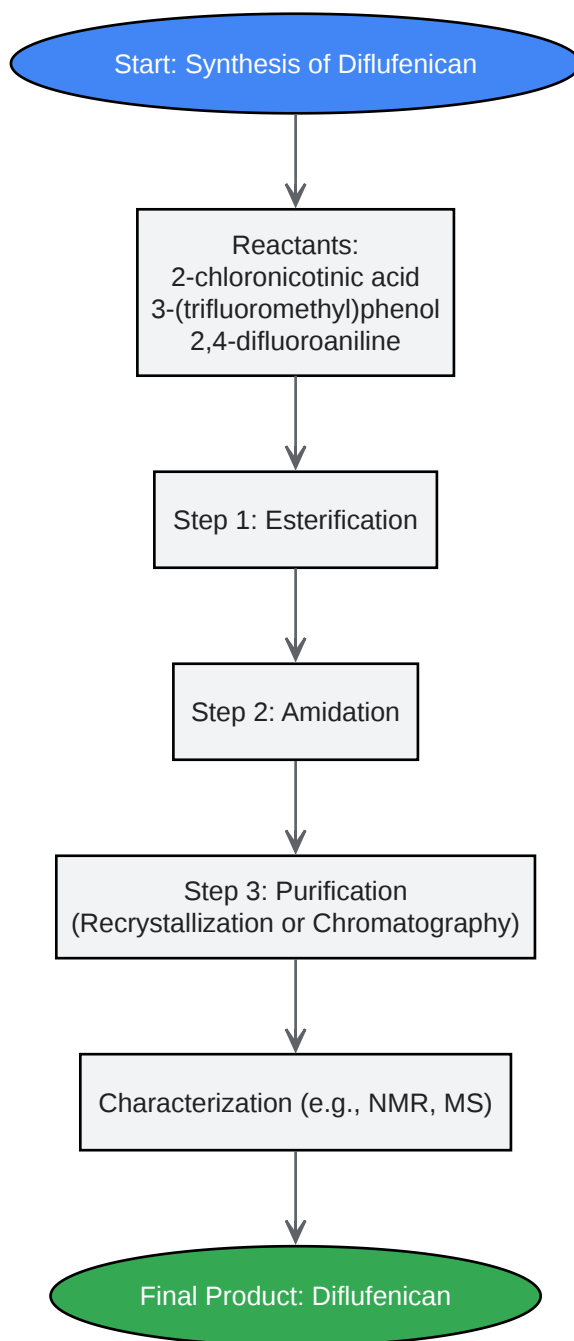 Start: Synthesis of Diflufenican
Reactants:
2-chloronicotinic acid
3-(trifluoromethyl)phenol
2,4-difluoroaniline
Step 1: Esterification
Step 2: Amidation
Step 3: Purification
(Recrystallization or Chromatography)
Characterization (e.g., NMR, MS)
Final Product: Diflufenican